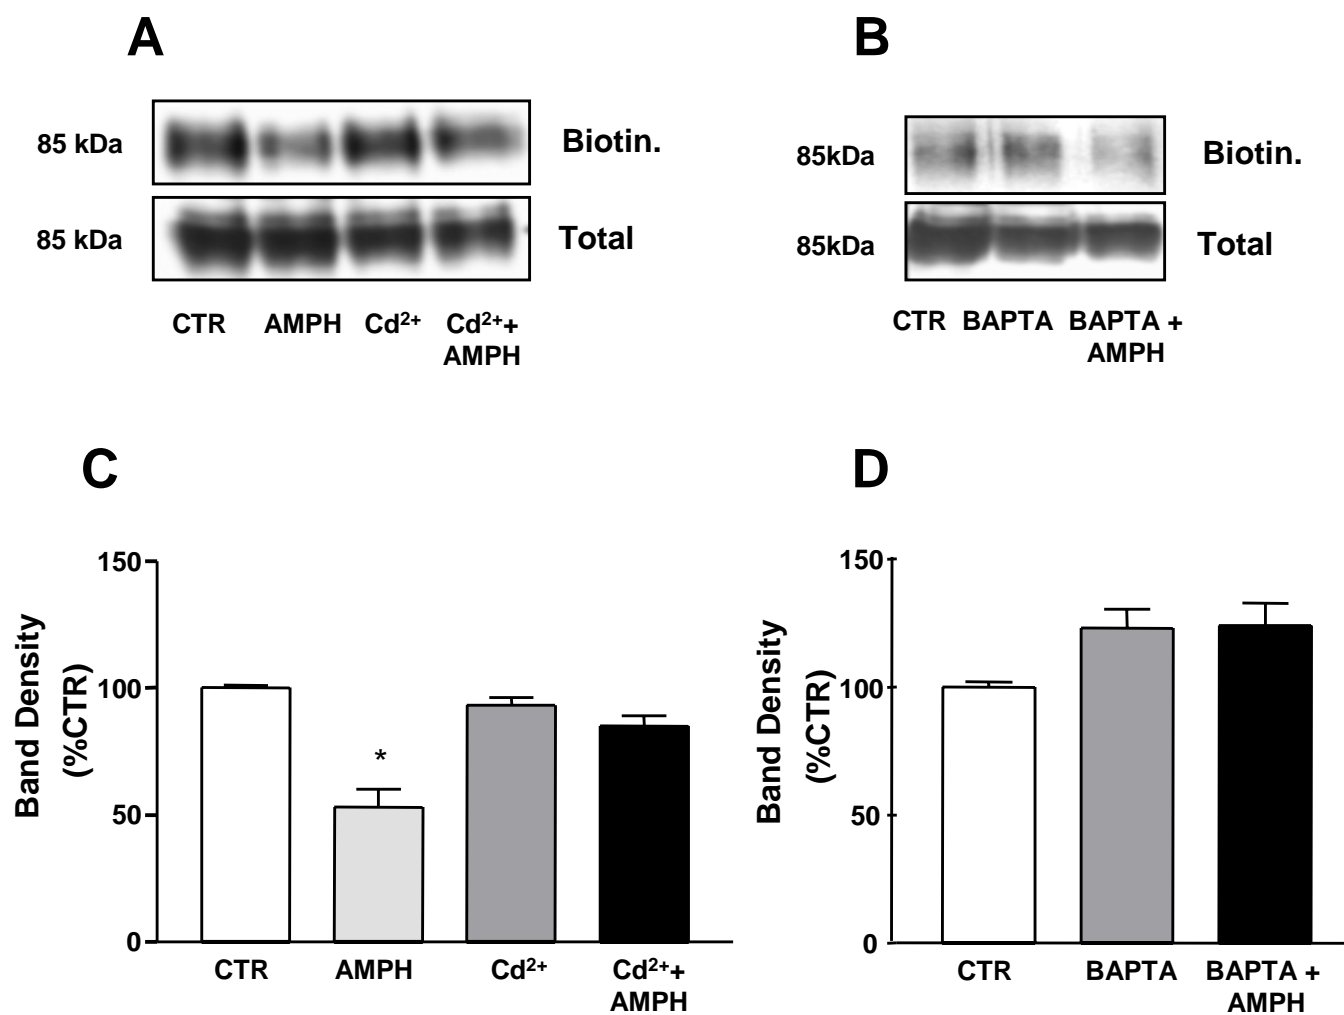 A
85 kDa
Biotin.
85 kDa
Total
CTR AMPH Cd²⁺ Cd²⁺+
AMPH
B
85kDa
Biotin.
85kDa
Total
CTR BAPTA BAPTA +
AMPH
C
Band Density
(%CTR)
150
100
50
0
*
CTR AMPH Cd²⁺ Cd²⁺+
AMPH
D
Band Density
(%CTR)
150
100
50
0
CTR BAPTA BAPTA +
AMPH